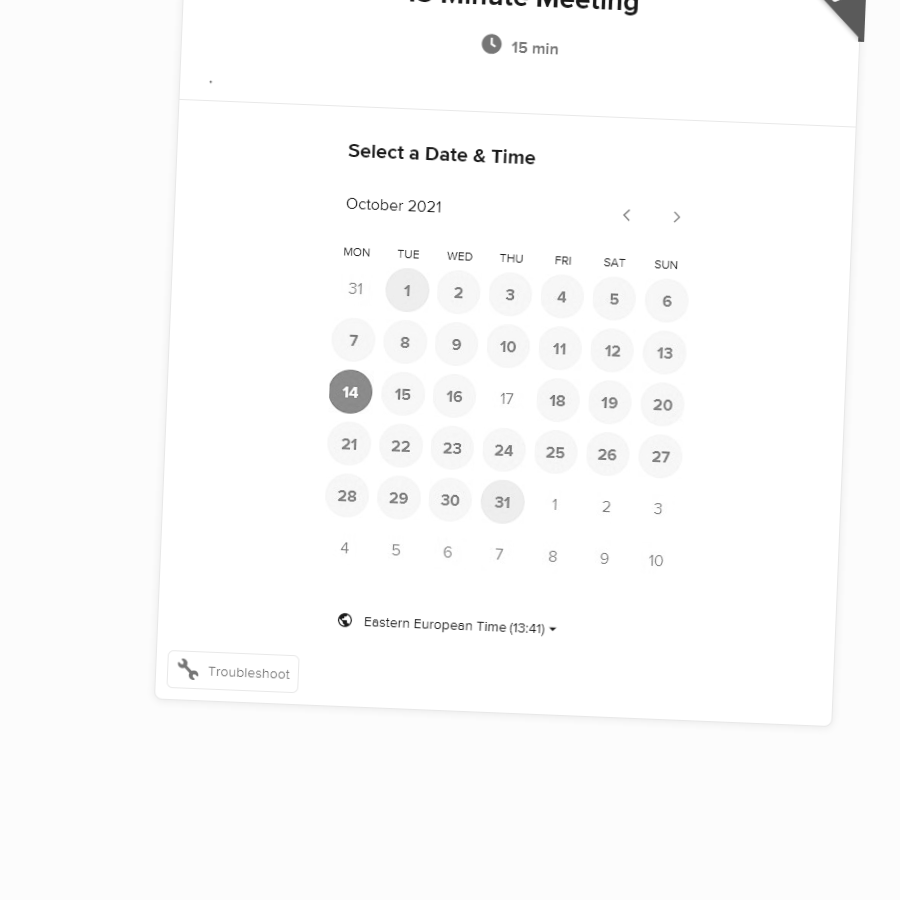 Minute Meeting
15 min
.
Select a Date & Time
October 2021
MON TUE WED THU FRI SAT SUN
31 1 2 3 4 5 6
7 8 9 10 11 12 13
14 15 16 17 18 19 20
21 22 23 24 25 26 27
28 29 30 31 1 2 3
4 5 6 7 8 9 10
Eastern European Time (13:41)
Troubleshoot